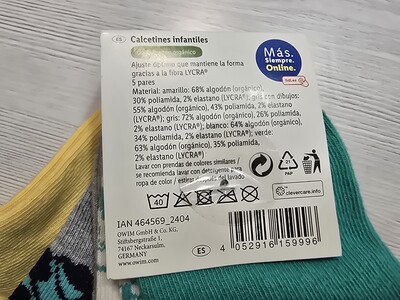 ES Calcetines infantiles
orgánico
Ajuste óptimo que mantiene la forma
gracias a la fibra LYCRA®
5 pares
Material: amarillo: 68% algodón (orgánico),
30% poliamida, 2% elastano (LYCRA®); gris con dibujos:
55% algodón (orgánico), 43% poliamida, 2% elastano
(LYCRA®); gris: 72% algodón (orgánico), 26% poliamida,
2% elastano (LYCRA®); blanco: 64% algodón (orgánico),
34% poliamida, 2% elastano (LYCRA®); verde:
63% algodón (orgánico), 35% poliamida,
2% elastano (LYCRA®)
Lavar con prendas de colores similares /
se recomienda lavar con detergente para
ropa de color / estirar después del lavado
Más.
Siempre.
Online.
40
21
PAP
clevercare.info
IAN 464569_2404
OWIM GmbH & Co. KG,
Stiftsbergstraße 1,
74167 Neckarsulm,
GERMANY
www.owim.com
ES
4 052916 159996